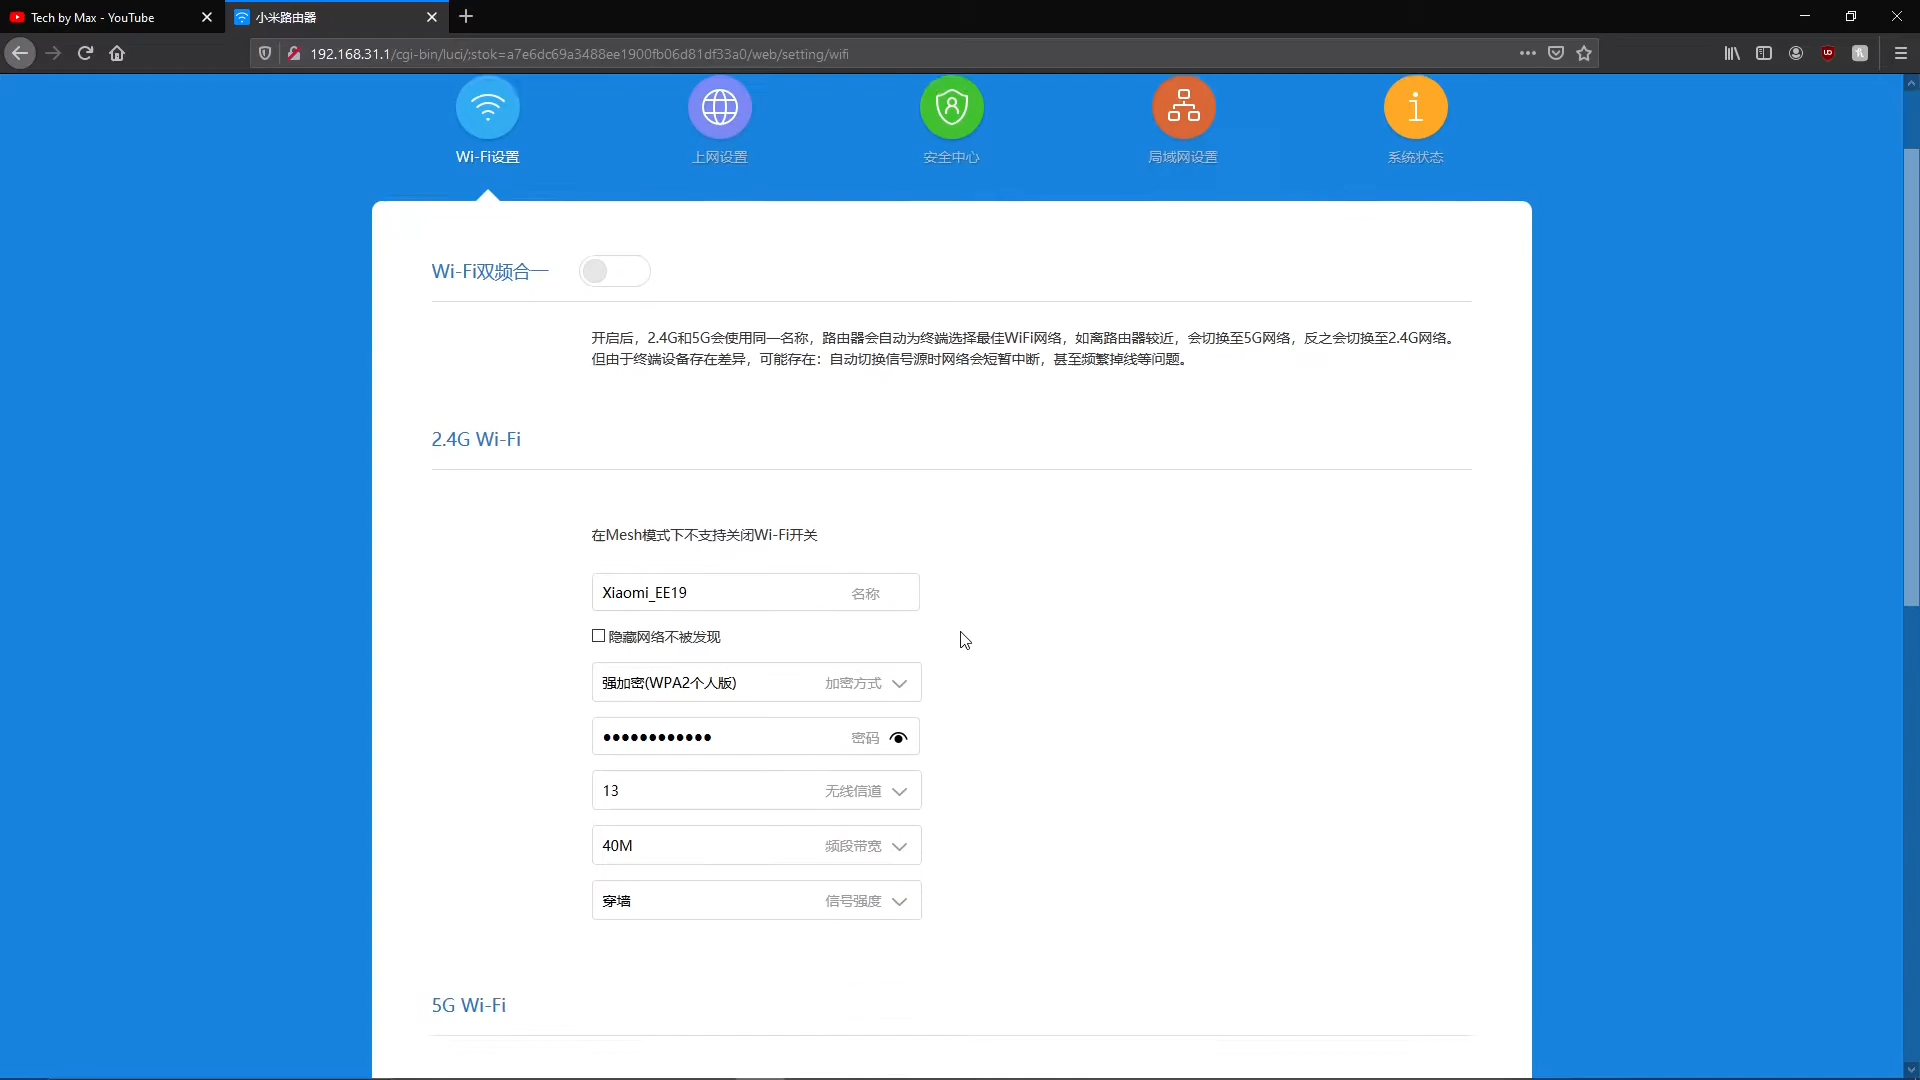 Tech by Max - YouTube
小米路由器
192.168.31.1/cgi-bin/luci/;stok=a7e6dc69a3488ee1900fb06d81df33a0/web/setting/wifi
Wi-Fi设置
上网设置
安全中心
局域网设置
系统状态
Wi-Fi双频合一
开启后，2.4G和5G会使用同一名称，路由器会自动为终端选择最佳WiFi网络，如离路由器较近，会切换至5G网络，反之会切换至2.4G网络。
但由于终端设备存在差异，可能存在：自动切换信号源时网络会短暂中断，甚至频繁掉线等问题。
2.4G Wi-Fi
在Mesh模式下不支持关闭Wi-Fi开关
Xiaomi_EE19 名称
隐藏网络不被发现
强加密(WPA2个人版) 加密方式
●●●●●●●●●●●● 密码
13 无线信道
40M 频段带宽
穿墙 信号强度
5G Wi-Fi